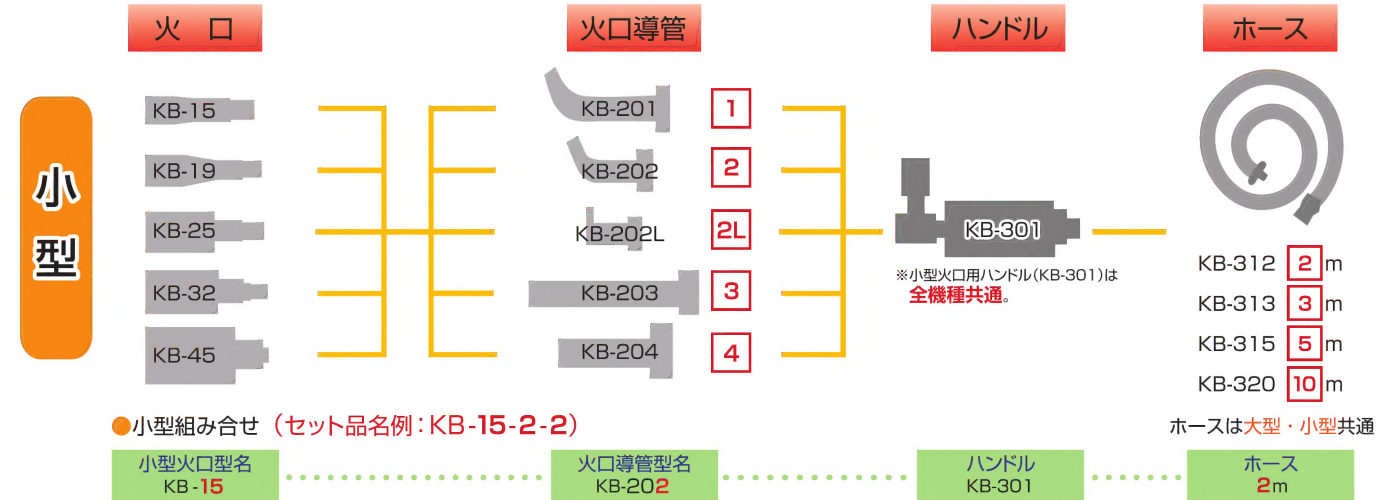 火 口
火口導管
ハンドル
ホース
小型
KB-15
KB-19
KB-25
KB-32
KB-45
KB-201 1
KB-202 2
KB-202L 2L
KB-203 3
KB-204 4
KB-301
※小型火口用ハンドル(KB-301)は
全機種共通。
KB-312 2 m
KB-313 3 m
KB-315 5 m
KB-320 10 m
ホースは大型・小型共通
●小型組み合せ (セット品名例:KB-15-2-2)
小型火口型名
KB-15
火口導管型名
KB-202
ハンドル
KB-301
ホース
2m